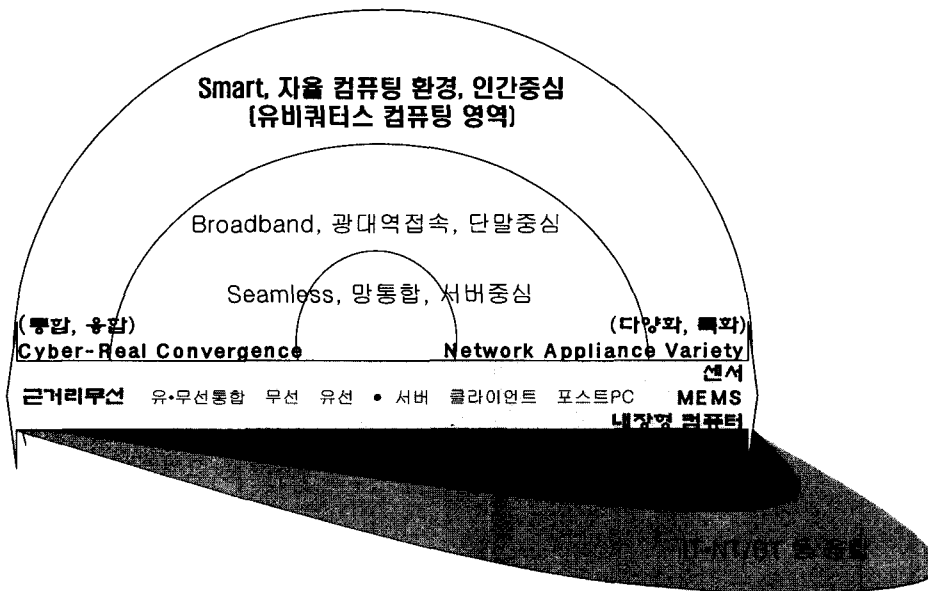 Smart, 자율 컴퓨팅 환경, 인간중심
(유비쿼터스 컴퓨팅 영역)
Broadband, 광대역접속, 단말중심
Seamless, 망통합, 서버중심
(통합, 융합) (다양화, 특화)
Cyber-Real Convergence Network Appliance Variety
센서
근거리무선 유•무선통합 무선 유선 • 서버 클라이언트 포스트PC MEMS
내장형 컴퓨터
IT-NT/BT